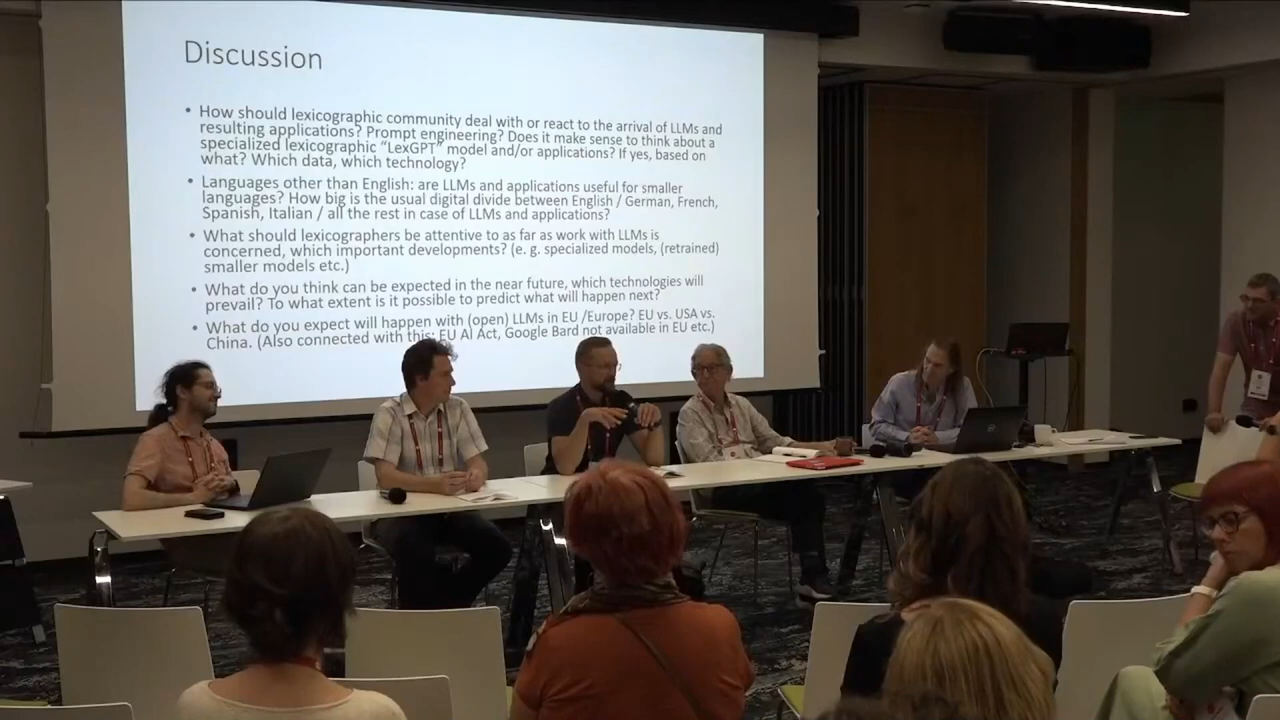 Discussion
• How should lexicographic community deal with or react to the arrival of LLMs and
resulting applications? Prompt engineering? Does it make sense to think about a
specialized lexicographic “LexGPT” model and/or applications? If yes, based on
what? Which data, which technology?
• Languages other than English: are LLMs and applications useful for smaller
languages? How big is the usual digital divide between English / German, French,
Spanish, Italian / all the rest in case of LLMs and applications?
• What should lexicographers be attentive to as far as work with LLMs is
concerned, which important developments? (e. g. specialized models, (retrained)
smaller models etc.)
• What do you think can be expected in the near future, which technologies will
prevail? To what extent is it possible to predict what will happen next?
• What do you expect will happen with (open) LLMs in EU /Europe? EU vs. USA vs.
China. (Also connected with this: EU AI Act, Google Bard not available in EU etc.)